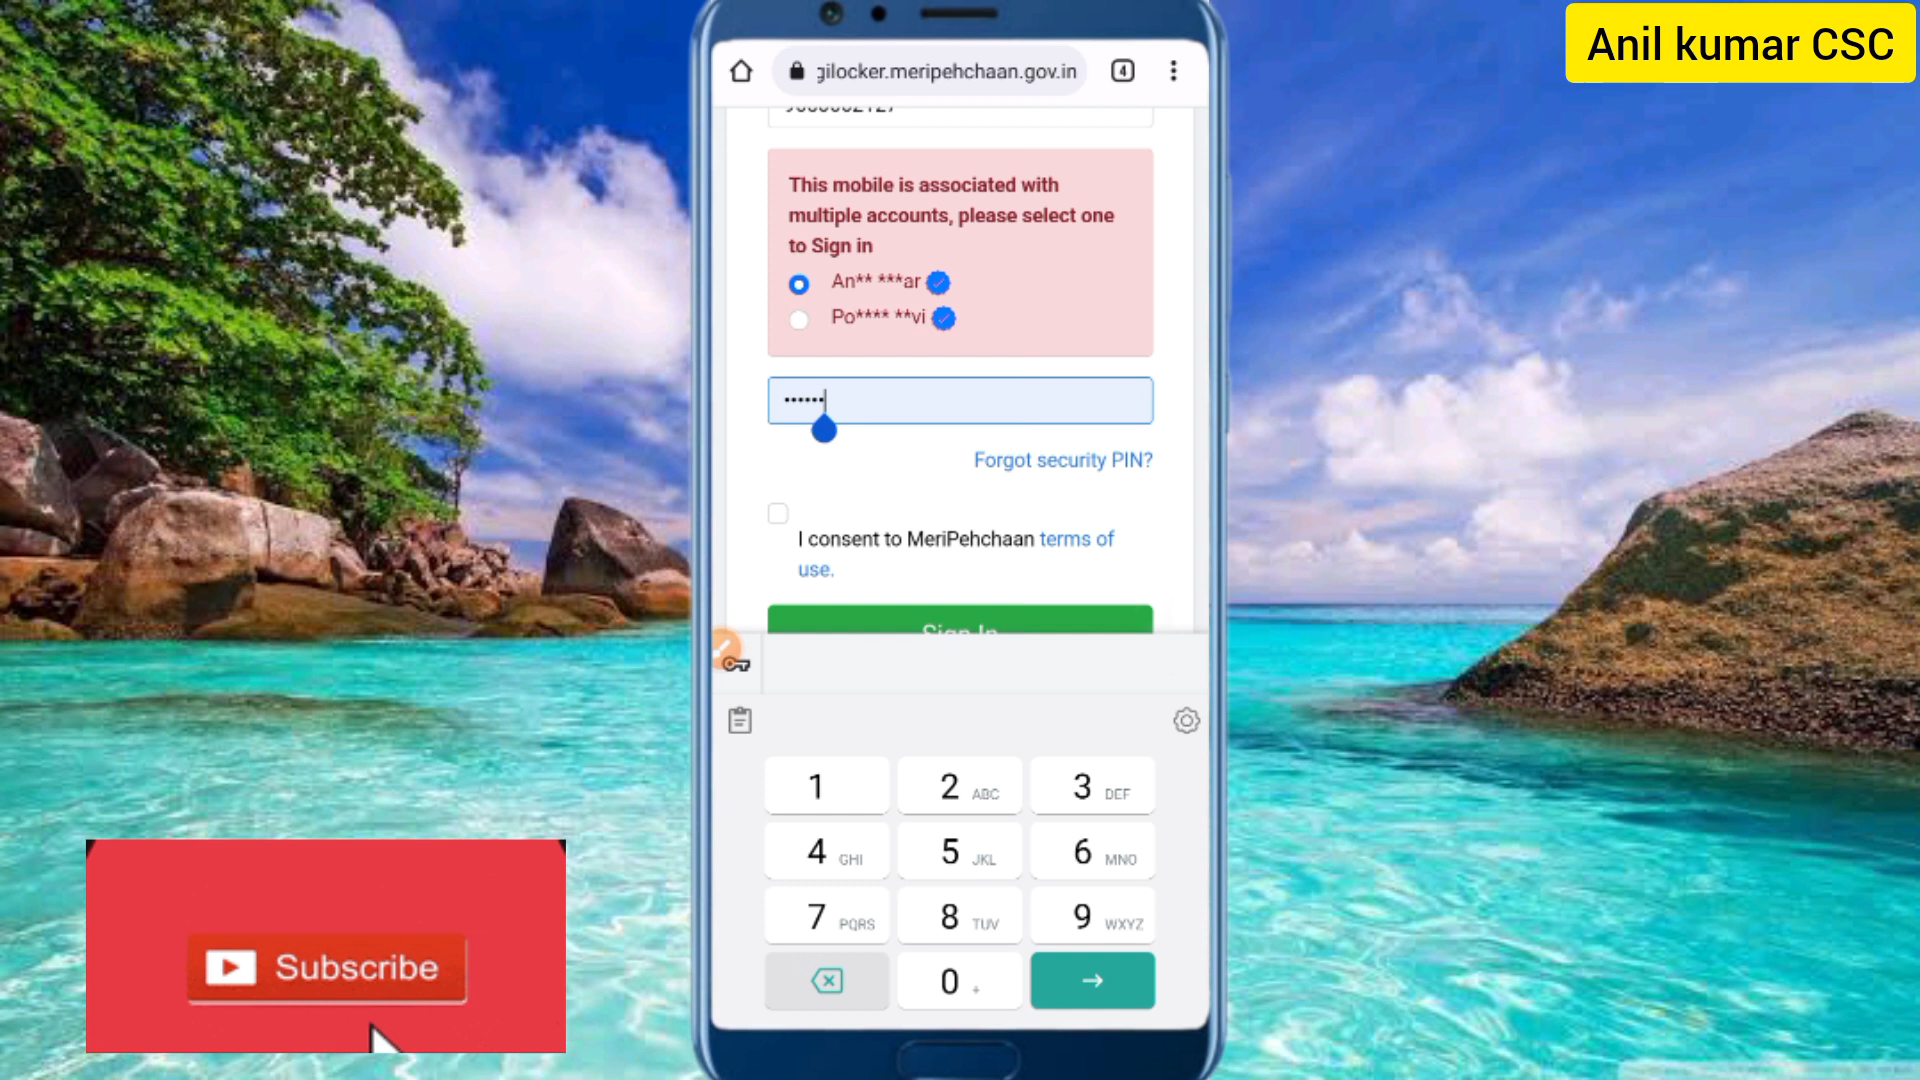 Anil kumar CSC
gilocker.meripehchaan.gov.in
4
This mobile is associated with
multiple accounts, please select one
to Sign in
An** ***ar
Po**** **vi
••••••
Forgot security PIN?
I consent to MeriPehchaan terms of
use.
Sign In
1
2 ABC
3 DEF
4 GHI
5 JKL
6 MNO
7 PQRS
8 TUV
9 WXYZ
0 +
Subscribe